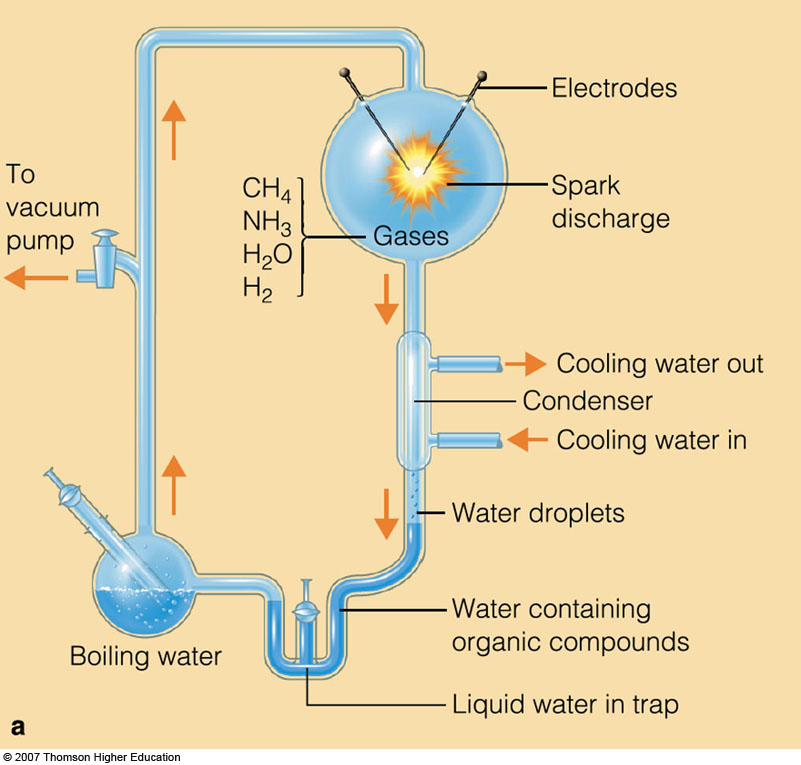 Electrodes
To
vacuum
pump
CH₄
NH₃
H₂O
H₂
Gases
Spark
discharge
Cooling water out
Condenser
Cooling water in
Water droplets
Water containing
organic compounds
Boiling water
Liquid water in trap
a
© 2007 Thomson Higher Education